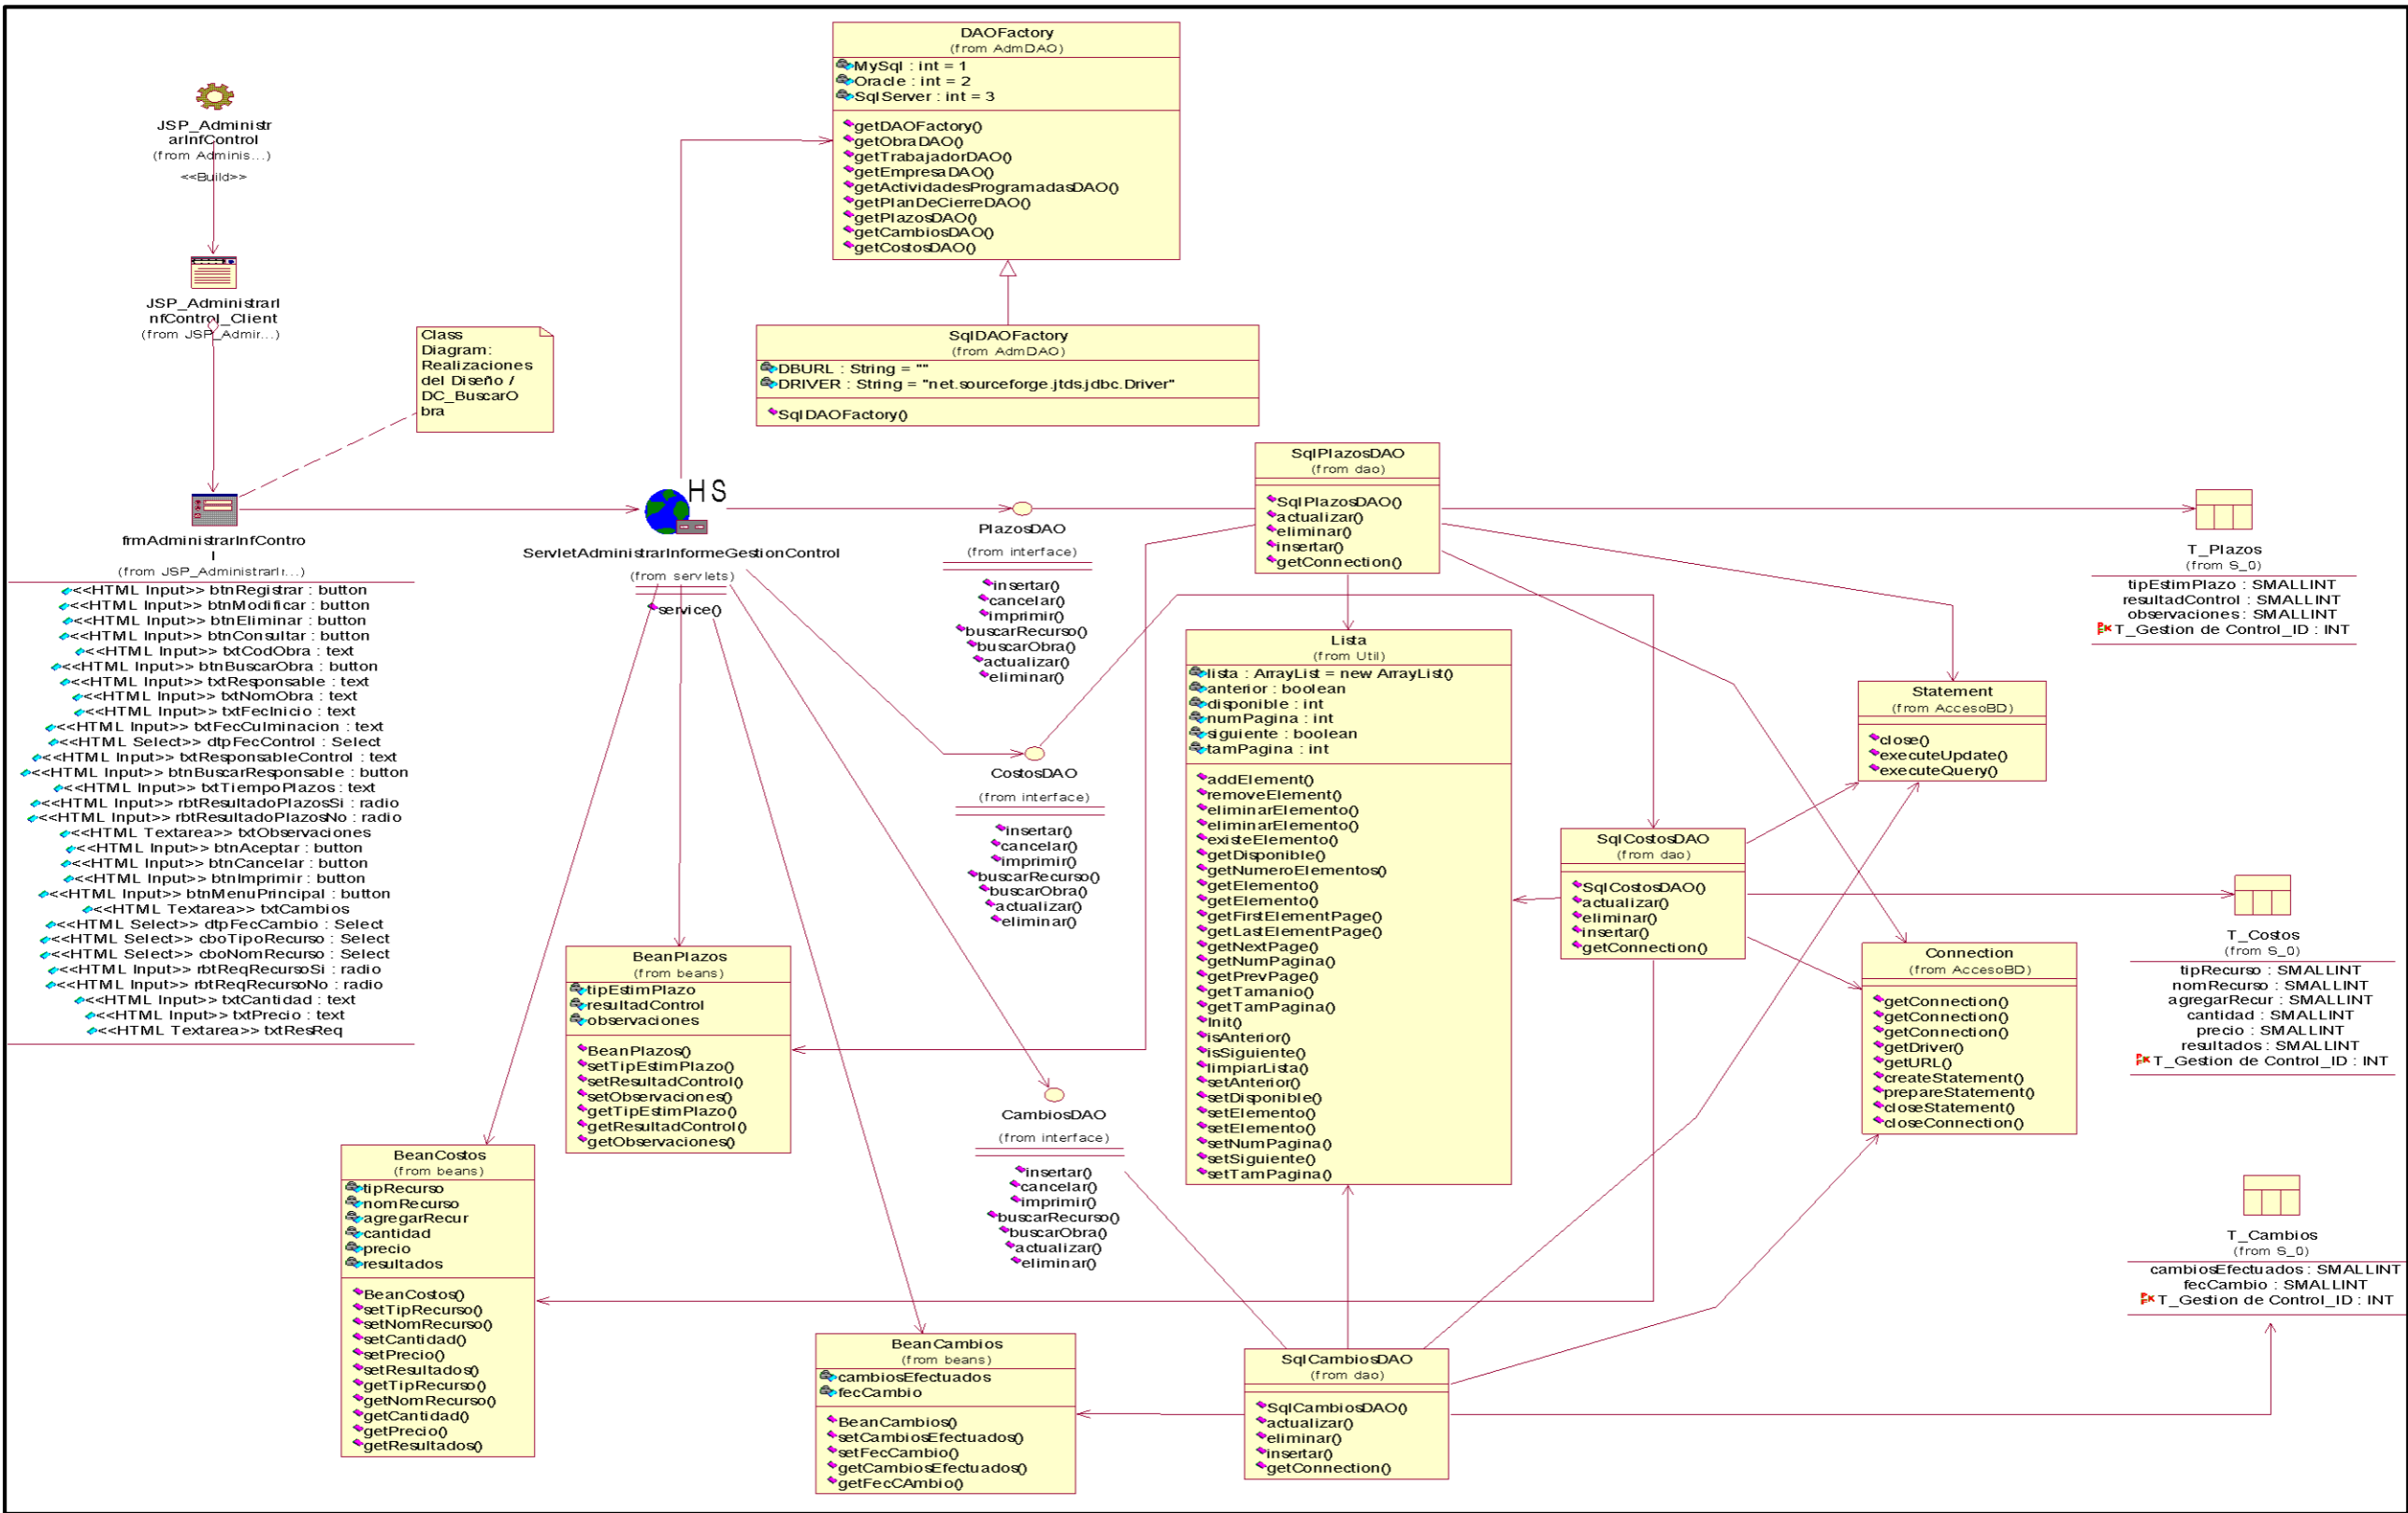 DAOFactory
(from AdmDAO)
MySql : int = 1
Oracle : int = 2
SqlServer : int = 3
getDAOFactory()
getObraDAO()
getTrabajadorDAO()
getEmpresaDAO()
getActividadesProgramadasDAO()
getPlanDeCierreDAO()
getPlazosDAO()
getCambiosDAO()
getCostosDAO()
JSP_Administr
arInfControl
(from Adminis...)
<<Build>>
JSP_AdministrarI
nfControl_Client
(from JSP_Admir...)
Class
Diagram:
Realizaciones
del Diseño /
DC_BuscarO
bra
SqlDAOFactory
(from AdmDAO)
DBURL : String = ""
DRIVER : String = "net.sourceforge.jtds.jdbc.Driver"
SqlDAOFactory()
frmAdministrarInfContro
l
(from JSP_AdministrarIr...)
<<HTML Input>> btnRegistrar : button
<<HTML Input>> btnModificar : button
<<HTML Input>> btnEliminar : button
<<HTML Input>> btnConsultar : button
<<HTML Input>> txtCodObra : text
<<HTML Input>> btnBuscarObra : button
<<HTML Input>> txtResponsable : text
<<HTML Input>> txtNomObra : text
<<HTML Input>> txtFecInicio : text
<<HTML Input>> txtFecCulminacion : text
<<HTML Select>> dtpFecControl : Select
<<HTML Input>> txtResponsableControl : text
<<HTML Input>> btnBuscarResponsable : button
<<HTML Input>> txtTiempoPlazos : text
<<HTML Input>> rbtResultadoPlazosSi : radio
<<HTML Input>> rbtResultadoPlazosNo : radio
<<HTML Textarea>> txtObservaciones
<<HTML Input>> btnAceptar : button
<<HTML Input>> btnCancelar : button
<<HTML Input>> btnImprimir : button
<<HTML Input>> btnMenuPrincipal : button
<<HTML Textarea>> txtCambios
<<HTML Select>> dtpFecCambio : Select
<<HTML Select>> cboTipoRecurso : Select
<<HTML Select>> cboNomRecurso : Select
<<HTML Input>> rbtReqRecursoSi : radio
<<HTML Input>> rbtReqRecursoNo : radio
<<HTML Input>> txtCantidad : text
<<HTML Input>> txtPrecio : text
<<HTML Textarea>> txtResReq
HS
ServletAdministrarInformeGestionControl
(from servlets)
service()
PlazosDAO
(from interface)
insertar()
cancelar()
imprimir()
buscarRecurso()
buscarObra()
actualizar()
eliminar()
CostosDAO
(from interface)
insertar()
cancelar()
imprimir()
buscarRecurso()
buscarObra()
actualizar()
eliminar()
CambiosDAO
(from interface)
insertar()
cancelar()
imprimir()
buscarRecurso()
buscarObra()
actualizar()
eliminar()
SqlPlazosDAO
(from dao)
SqlPlazosDAO()
actualizar()
eliminar()
insertar()
getConnection()
Lista
(from Util)
lista : ArrayList = new ArrayList()
anterior : boolean
disponible : int
numPagina : int
siguiente : boolean
tamPagina : int
addElement()
removeElement()
eliminarElemento()
eliminarElemento()
existeElemento()
getDisponible()
getNumeroElementos()
getElemento()
getElemento()
getFirstElementPage()
getLastElementPage()
getNextPage()
getNumPagina()
getPrevPage()
getTamanio()
getTamPagina()
Init()
isAnterior()
isSiguiente()
limpiarLista()
setAnterior()
setDisponible()
setElemento()
setElemento()
setNumPagina()
setSiguiente()
setTamPagina()
T_Plazos
(from S_0)
tipEstimPlazo : SMALLINT
resultadControl : SMALLINT
observaciones : SMALLINT
T_Gestion de Control_ID : INT
Statement
(from AccesoBD)
close()
executeUpdate()
executeQuery()
SqlCostosDAO
(from dao)
SqlCostosDAO()
actualizar()
eliminar()
insertar()
getConnection()
T_Costos
(from S_0)
tipRecurso : SMALLINT
nomRecurso : SMALLINT
agregarRecur : SMALLINT
cantidad : SMALLINT
precio : SMALLINT
resultados : SMALLINT
T_Gestion de Control_ID : INT
Connection
(from AccesoBD)
getConnection()
getConnection()
getConnection()
getDriver()
getURL()
createStatement()
prepareStatement()
closeStatement()
closeConnection()
BeanPlazos
(from beans)
tipEstimPlazo
resultadControl
observaciones
BeanPlazos()
setTipEstimPlazo()
setResultadControl()
setObservaciones()
getTipEstimPlazo()
getResultadControl()
getObservaciones()
BeanCostos
(from beans)
tipRecurso
nomRecurso
agregarRecur
cantidad
precio
resultados
BeanCostos()
setTipRecurso()
setNomRecurso()
setCantidad()
setPrecio()
setResultados()
getTipRecurso()
getNomRecurso()
getCantidad()
getPrecio()
getResultados()
BeanCambios
(from beans)
cambiosEfectuados
fecCambio
BeanCambios()
setCambiosEfectuados()
setFecCambio()
getCambiosEfectuados()
getFecCAmbio()
SqlCambiosDAO
(from dao)
SqlCambiosDAO()
actualizar()
eliminar()
insertar()
getConnection()
T_Cambios
(from S_0)
cambiosEfectuados : SMALLINT
fecCambio : SMALLINT
T_Gestion de Control_ID : INT